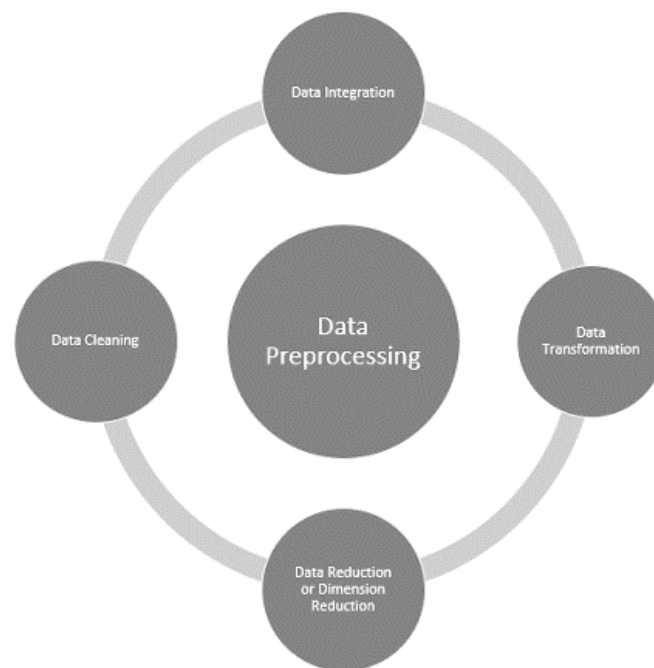 Data Integration
Data Cleaning
Data
Preprocessing
Data
Transformation
Data Reduction
or Dimension
Reduction